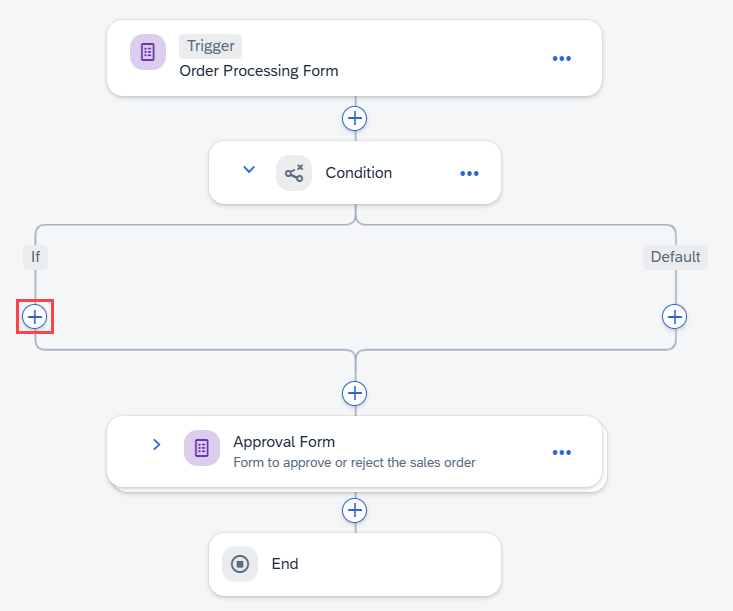 Trigger
Order Processing Form
Condition
If
Default
Approval Form
Form to approve or reject the sales order
End